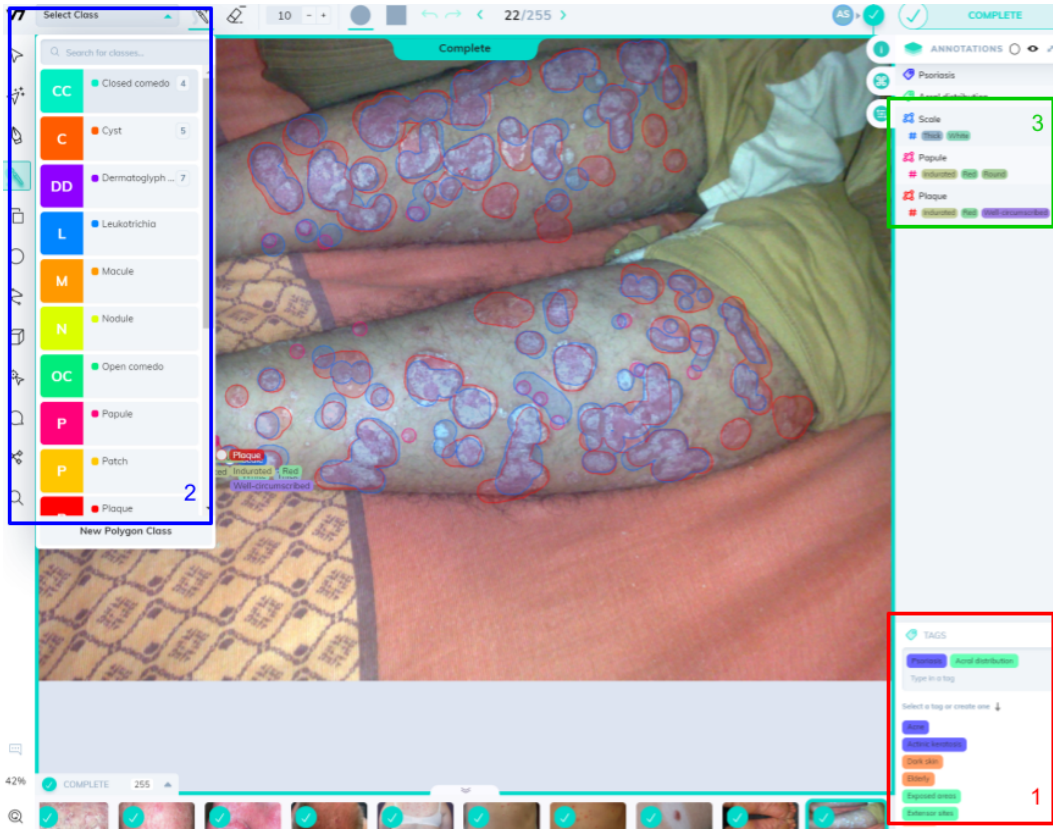 Select Class
10 - +
22/255
AS
COMPLETE
Search for classes...
Complete
ANNOTATIONS
CC Closed comedo 4
C Cyst 5
DD Dermatoglyph ... 7
L Leukotrichia
M Macule
N Nodule
OC Open comedo
P Papule
P Patch
Plaque
2
New Polygon Class
Psoriasis
Acral distribution
3
Scale
# Thick White
Papule
# Indurated Red Round
Plaque
# Indurated Red Well-circumscribed
Plaque
Indurated Red
Well-circumscribed
TAGS
Psoriasis Acral distribution
Type in a tag
Select a tag or create one ↓
Acne
Actinic keratosis
Dark skin
Elderly
Exposed areas
Extensor sites
1
42%
COMPLETE 255